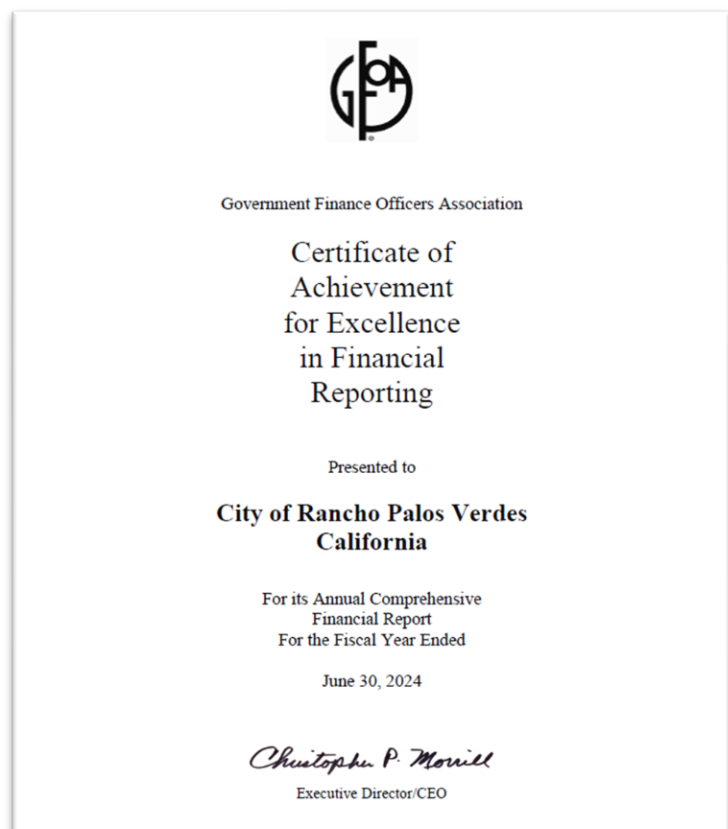 GFOA
Government Finance Officers Association
Certificate of
Achievement
for Excellence
in Financial
Reporting
Presented to
City of Rancho Palos Verdes
California
For its Annual Comprehensive
Financial Report
For the Fiscal Year Ended
June 30, 2024
Christopher P. Morrill
Executive Director/CEO